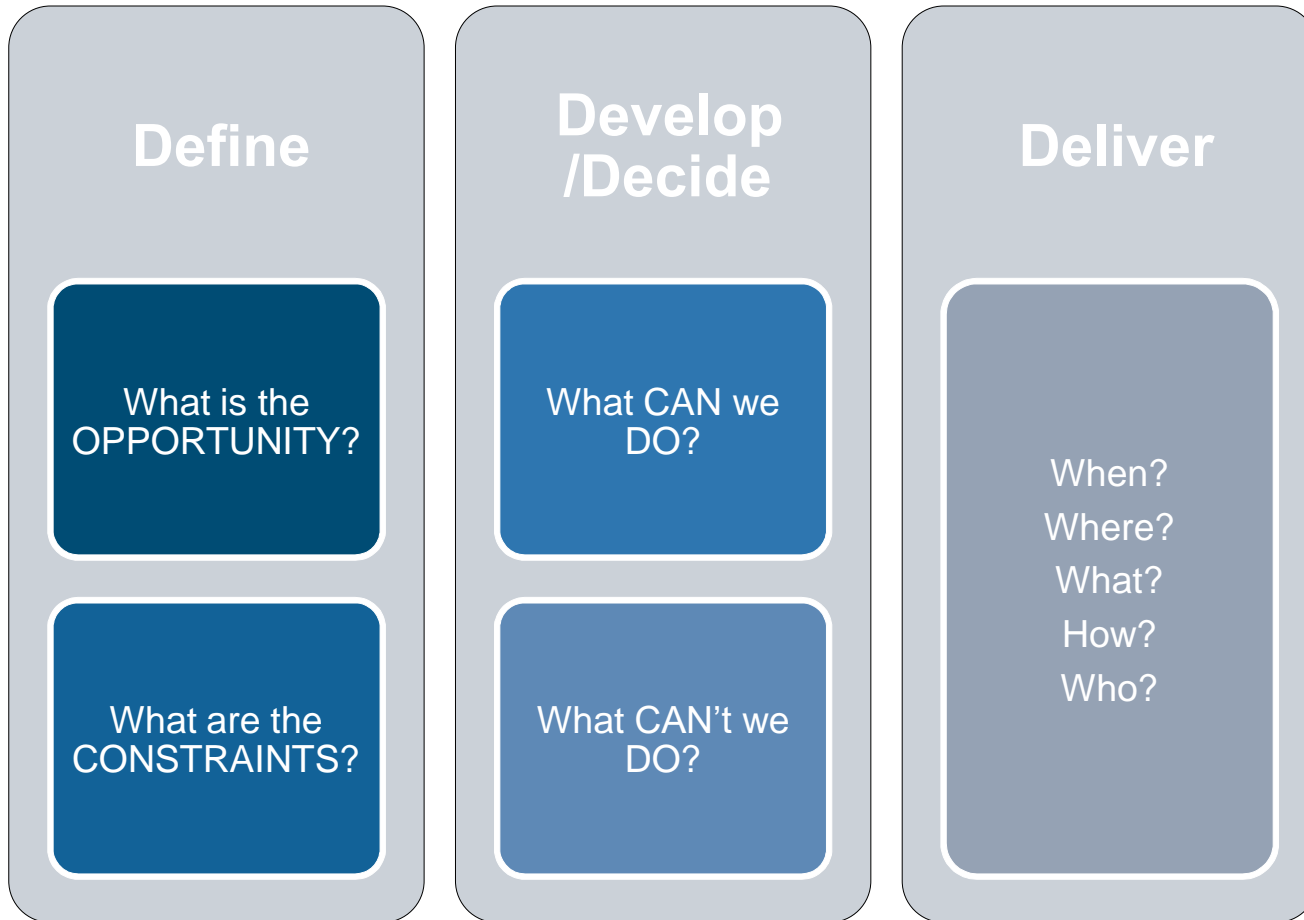 Define
What is the
OPPORTUNITY?
What are the
CONSTRAINTS?
Develop
/Decide
What CAN we
DO?
What CAN’t we
DO?
Deliver
When?
Where?
What?
How?
Who?